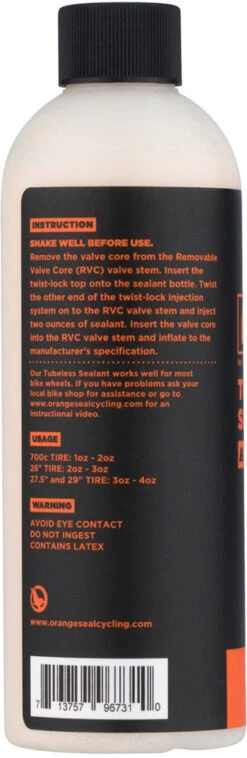 INSTRUCTION
SHAKE WELL BEFORE USE.
Remove the valve core from the Removable
Valve Core (RVC) valve stem. Insert the
twist-lock top onto the sealant bottle. Twist
the other end of the twist-lock injection
system on to the RVC valve stem and inject
two ounces of sealant. Insert the valve core
into the RVC valve stem and inflate to the
manufacturer's specification.
Our Tubeless Sealant works well for most
bike wheels. If you have problems ask your
local bike shop for assistance or go to
www.orangesealcycling.com for an
instructional video.
USAGE
700c TIRE: 1oz - 2oz
26" TIRE: 2oz - 3oz
27.5" and 29" TIRE: 3oz - 4oz
WARNING
AVOID EYE CONTACT
DO NOT INGEST
CONTAINS LATEX
www.orangesealcycling.com
7 13757 96731 0